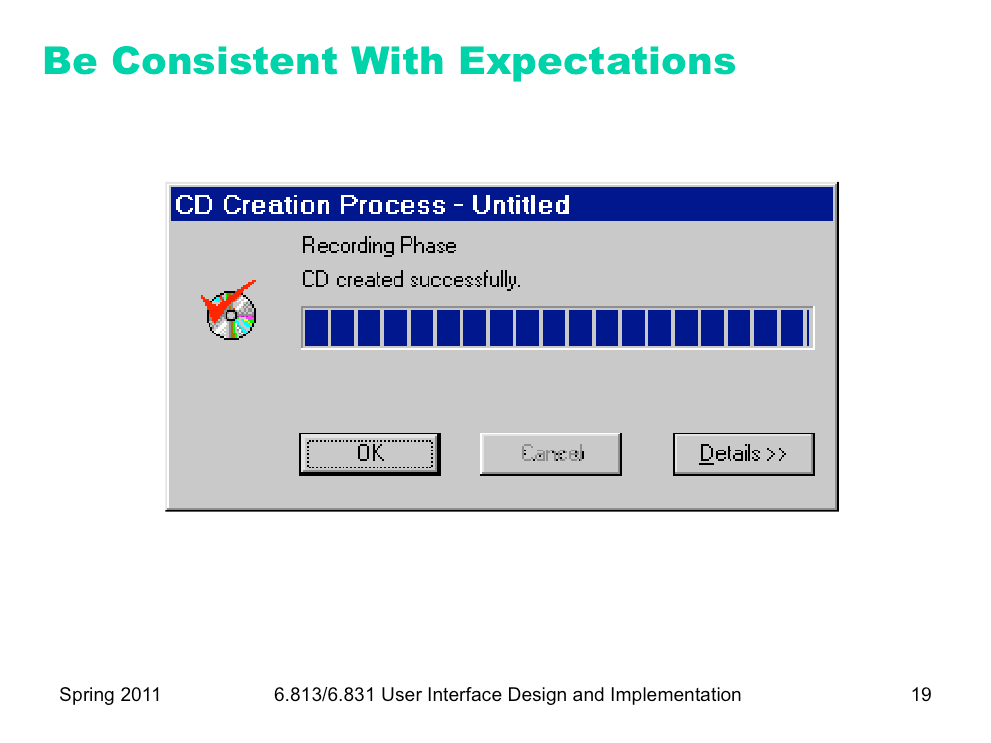 Be Consistent With Expectations
CD Creation Process - Untitled
Recording Phase
CD created successfully.
OK
Cancel
Details >>
Spring 2011
6.813/6.831 User Interface Design and Implementation
19